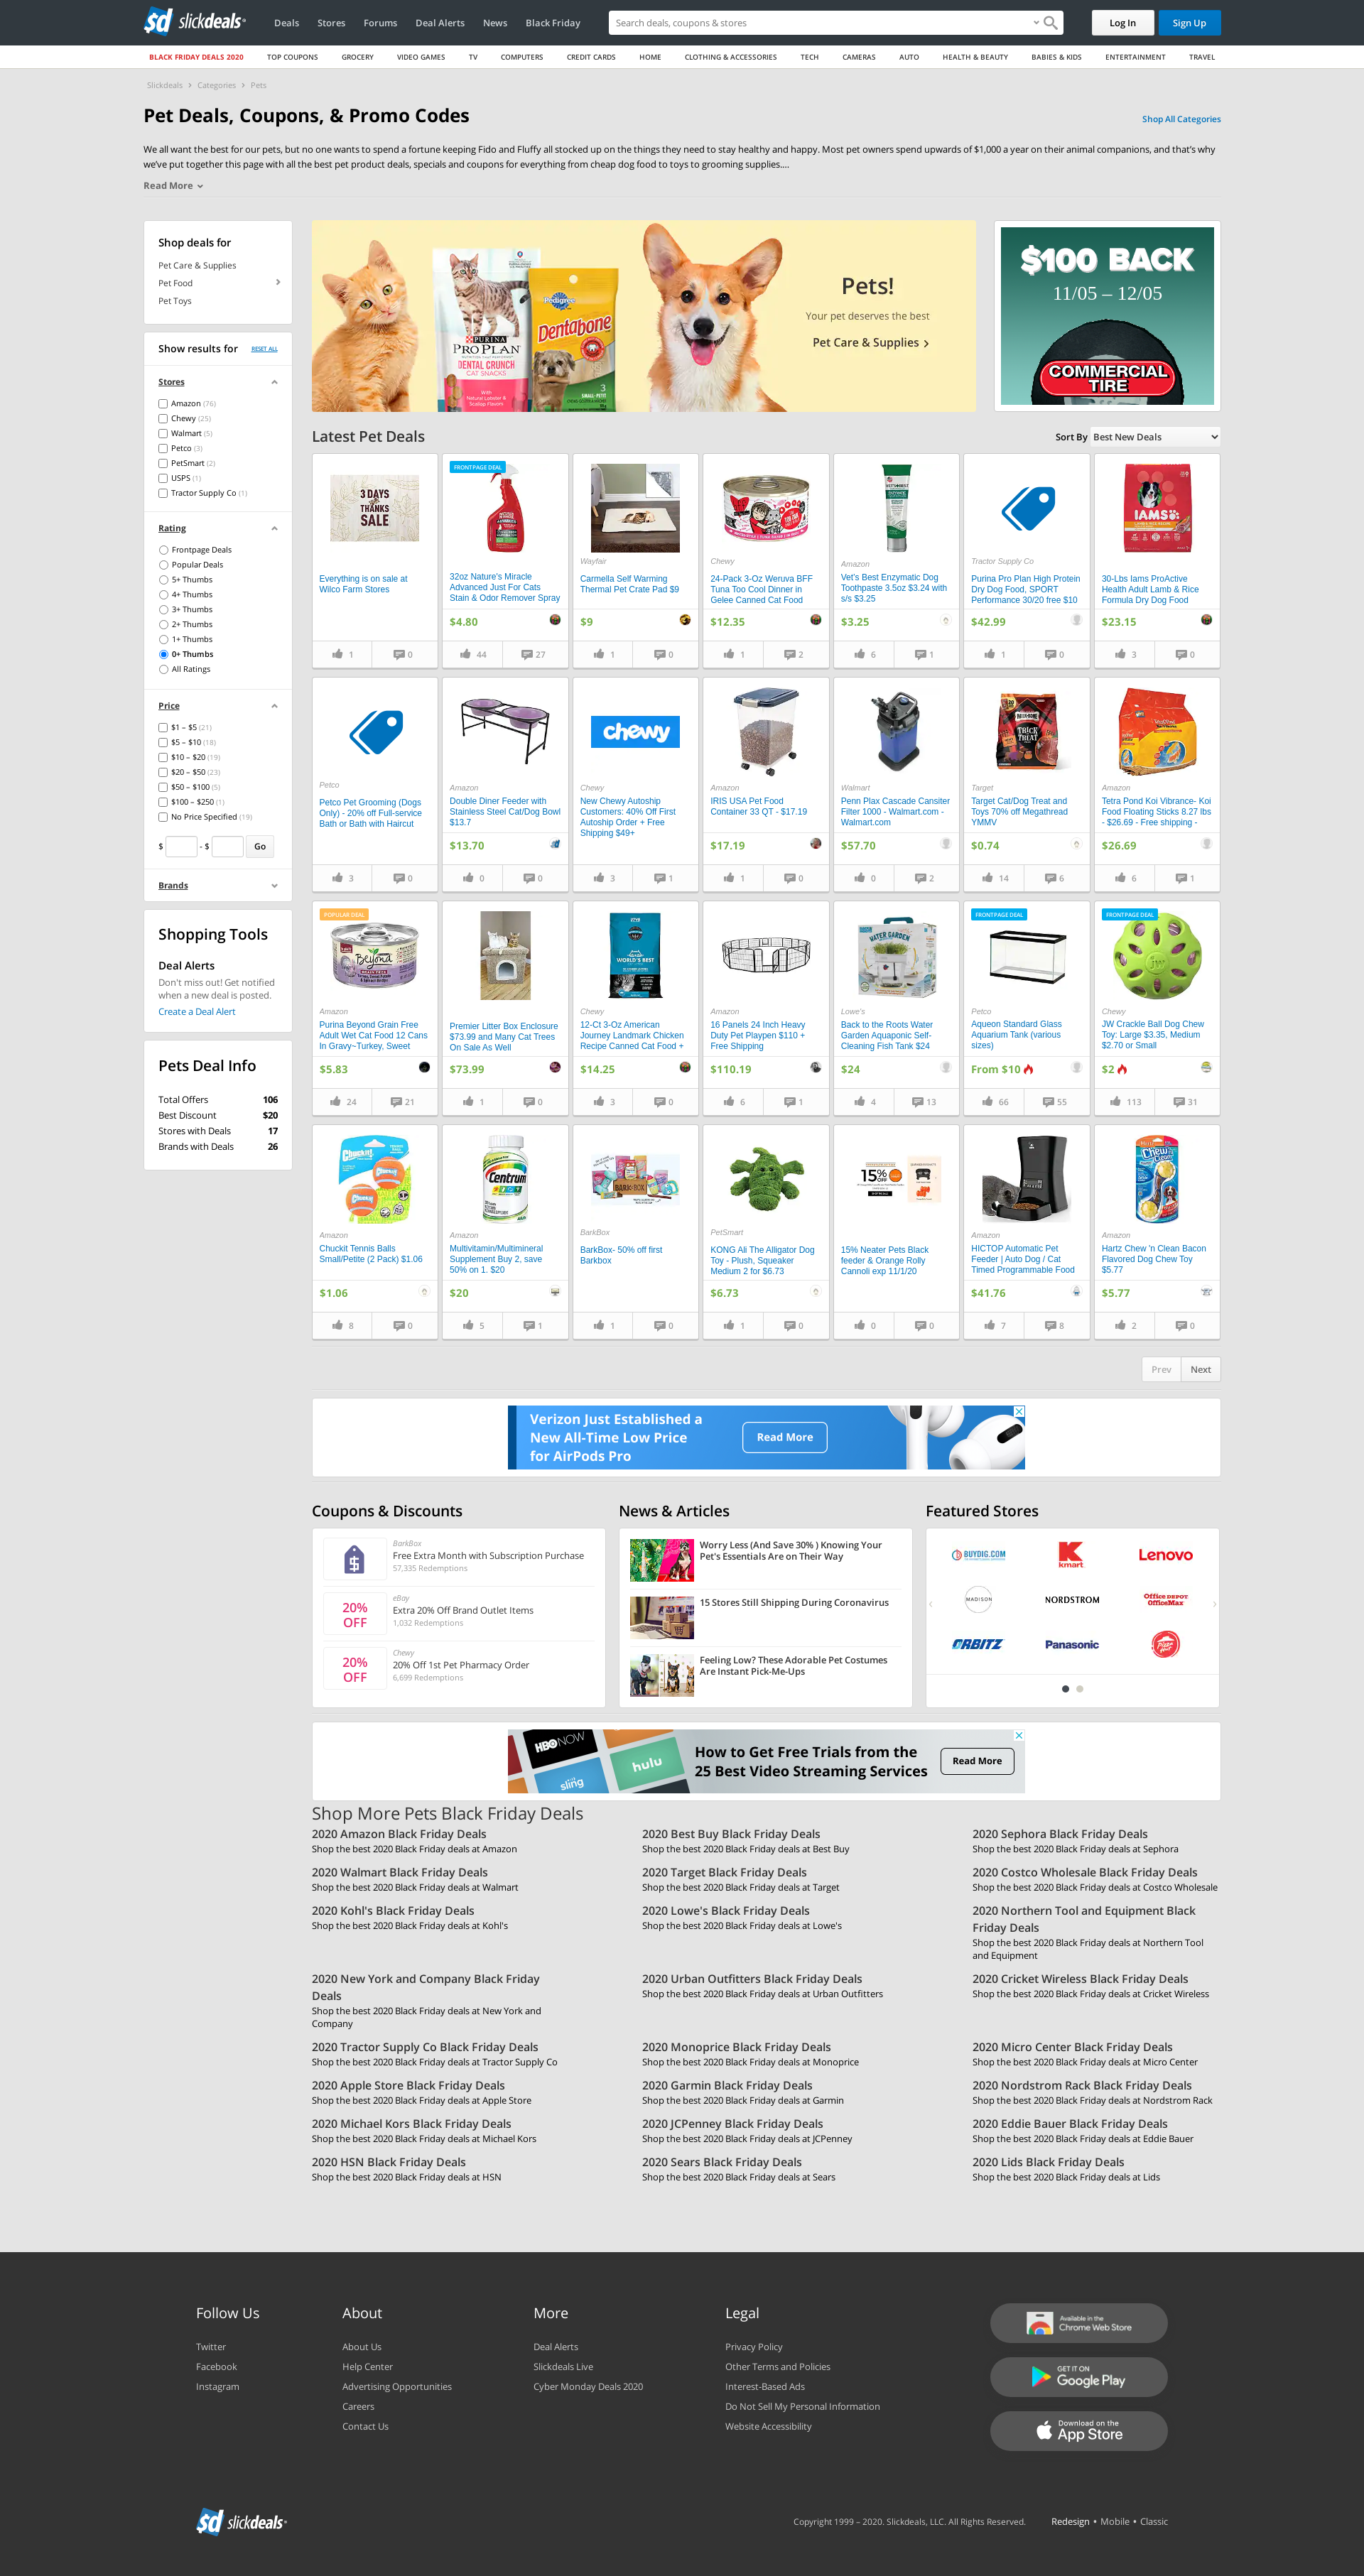 sd slickdeals
Deals
Stores
Forums
Deal Alerts
News
Black Friday
Search deals, coupons & stores
Log In
Sign Up
BLACK FRIDAY DEALS 2020
TOP COUPONS
GROCERY
VIDEO GAMES
TV
COMPUTERS
CREDIT CARDS
HOME
CLOTHING & ACCESSORIES
TECH
CAMERAS
AUTO
HEALTH & BEAUTY
BABIES & KIDS
ENTERTAINMENT
TRAVEL
Slickdeals › Categories › Pets
Pet Deals, Coupons, & Promo Codes
Shop All Categories
We all want the best for our pets, but no one wants to spend a fortune keeping Fido and Fluffy all stocked up on the things they need to stay healthy and happy. Most pet owners spend upwards of $1,000 a year on their animal companions, and that's why
we've put together this page with all the best pet product deals, specials and coupons for everything from cheap dog food to toys to grooming supplies....
Read More
Shop deals for
Pet Care & Supplies
Pet Food
Pet Toys
Show results for
RESET ALL
Stores
Amazon (76)
Chewy (25)
Walmart (5)
Petco (3)
PetSmart (2)
USPS (1)
Tractor Supply Co (1)
Rating
Frontpage Deals
Popular Deals
5+ Thumbs
4+ Thumbs
3+ Thumbs
2+ Thumbs
1+ Thumbs
0+ Thumbs
All Ratings
Price
$1 – $5 (21)
$5 – $10 (18)
$10 – $20 (19)
$20 – $50 (23)
$50 – $100 (5)
$100 – $250 (1)
No Price Specified (19)
$ - $ Go
Brands
Shopping Tools
Deal Alerts
Don't miss out! Get notified
when a new deal is posted.
Create a Deal Alert
Pets Deal Info
Total Offers 106
Best Discount $20
Stores with Deals 17
Brands with Deals 26
PURINA
PRO PLAN
DENTAL CRUNCH
CAT SNACKS
Pedigree
Dentabone
Pets!
Your pet deserves the best
Pet Care & Supplies
$100 BACK
11/05 – 12/05
COMMERCIAL
TIRE
Latest Pet Deals
Sort By Best New Deals
3 DAYS
THANKS
SALE
Everything is on sale at
Wilco Farm Stores
1 0
FRONTPAGE DEAL
32oz Nature's Miracle
Advanced Just For Cats
Stain & Odor Remover Spray
$4.80
44 27
Wayfair
Carmella Self Warming
Thermal Pet Crate Pad $9
$9
1 0
Chewy
24-Pack 3-Oz Weruva BFF
Tuna Too Cool Dinner in
Gelee Canned Cat Food
$12.35
1 2
Amazon
Vet's Best Enzymatic Dog
Toothpaste 3.5oz $3.24 with
s/s $3.25
$3.25
6 1
Tractor Supply Co
Purina Pro Plan High Protein
Dry Dog Food, SPORT
Performance 30/20 free $10
$42.99
1 0
IAMS
30-Lbs Iams ProActive
Health Adult Lamb & Rice
Formula Dry Dog Food
$23.15
3 0
Petco
Petco Pet Grooming (Dogs
Only) - 20% off Full-service
Bath or Bath with Haircut
3 0
Amazon
Double Diner Feeder with
Stainless Steel Cat/Dog Bowl
$13.7
$13.70
0 0
chewy
Chewy
New Chewy Autoship
Customers: 40% Off First
Autoship Order + Free
Shipping $49+
3 1
Amazon
IRIS USA Pet Food
Container 33 QT - $17.19
$17.19
1 0
Walmart
Penn Plax Cascade Cansiter
Filter 1000 - Walmart.com -
Walmart.com
$57.70
0 2
TRICK
TREAT
Target
Target Cat/Dog Treat and
Toys 70% off Megathread
YMMV
$0.74
14 6
Amazon
Tetra Pond Koi Vibrance- Koi
Food Floating Sticks 8.27 lbs
- $26.69 - Free shipping -
$26.69
6 1
POPULAR DEAL
Beyond
Amazon
Purina Beyond Grain Free
Adult Wet Cat Food 12 Cans
In Gravy~Turkey, Sweet
$5.83
24 21
Premier Litter Box Enclosure
$73.99 and Many Cat Trees
On Sale As Well
$73.99
1 0
WORLD'S BEST
Chewy
12-Ct 3-Oz American
Journey Landmark Chicken
Recipe Canned Cat Food +
$14.25
3 0
Amazon
16 Panels 24 Inch Heavy
Duty Pet Playpen $110 +
Free Shipping
$110.19
6 1
WATER GARDEN
Lowe's
Back to the Roots Water
Garden Aquaponic Self-
Cleaning Fish Tank $24
$24
4 13
FRONTPAGE DEAL
Petco
Aqueon Standard Glass
Aquarium Tank (various
sizes)
From $10
66 55
FRONTPAGE DEAL
JW
Chewy
JW Crackle Ball Dog Chew
Toy: Large $3.35, Medium
$2.70 or Small
$2
113 31
Chuckit!
Amazon
Chuckit Tennis Balls
Small/Petite (2 Pack) $1.06
$1.06
8 0
Centrum
Amazon
Multivitamin/Multimineral
Supplement Buy 2, save
50% on 1. $20
$20
5 1
BARKBOX
BarkBox
BarkBox- 50% off first
Barkbox
1 0
PetSmart
KONG Ali The Alligator Dog
Toy - Plush, Squeaker
Medium 2 for $6.73
$6.73
1 0
15% OFF
15% Neater Pets Black
feeder & Orange Rolly
Cannoli exp 11/1/20
0 0
Amazon
HICTOP Automatic Pet
Feeder | Auto Dog / Cat
Timed Programmable Food
$41.76
7 8
Chew 'n Clean
Amazon
Hartz Chew 'n Clean Bacon
Flavored Dog Chew Toy
$5.77
$5.77
2 0
Prev Next
Verizon Just Established a
New All-Time Low Price
for AirPods Pro
Read More
Coupons & Discounts
BarkBox
Free Extra Month with Subscription Purchase
57,335 Redemptions
20%
OFF
eBay
Extra 20% Off Brand Outlet Items
1,032 Redemptions
20%
OFF
Chewy
20% Off 1st Pet Pharmacy Order
6,699 Redemptions
News & Articles
Worry Less (And Save 30% ) Knowing Your
Pet's Essentials Are on Their Way
15 Stores Still Shipping During Coronavirus
Feeling Low? These Adorable Pet Costumes
Are Instant Pick-Me-Ups
Featured Stores
BUYDIG.COM
Kmart
Lenovo
MADISON
NORDSTROM
Office DEPOT
OfficeMax
ORBITZ
Panasonic
Pizza Hut
HBO NOW
sling
hulu
How to Get Free Trials from the
25 Best Video Streaming Services
Read More
Shop More Pets Black Friday Deals
2020 Amazon Black Friday Deals
Shop the best 2020 Black Friday deals at Amazon
2020 Best Buy Black Friday Deals
Shop the best 2020 Black Friday deals at Best Buy
2020 Sephora Black Friday Deals
Shop the best 2020 Black Friday deals at Sephora
2020 Walmart Black Friday Deals
Shop the best 2020 Black Friday deals at Walmart
2020 Target Black Friday Deals
Shop the best 2020 Black Friday deals at Target
2020 Costco Wholesale Black Friday Deals
Shop the best 2020 Black Friday deals at Costco Wholesale
2020 Kohl's Black Friday Deals
Shop the best 2020 Black Friday deals at Kohl's
2020 Lowe's Black Friday Deals
Shop the best 2020 Black Friday deals at Lowe's
2020 Northern Tool and Equipment Black
Friday Deals
Shop the best 2020 Black Friday deals at Northern Tool
and Equipment
2020 New York and Company Black Friday
Deals
Shop the best 2020 Black Friday deals at New York and
Company
2020 Urban Outfitters Black Friday Deals
Shop the best 2020 Black Friday deals at Urban Outfitters
2020 Cricket Wireless Black Friday Deals
Shop the best 2020 Black Friday deals at Cricket Wireless
2020 Tractor Supply Co Black Friday Deals
Shop the best 2020 Black Friday deals at Tractor Supply Co
2020 Monoprice Black Friday Deals
Shop the best 2020 Black Friday deals at Monoprice
2020 Micro Center Black Friday Deals
Shop the best 2020 Black Friday deals at Micro Center
2020 Apple Store Black Friday Deals
Shop the best 2020 Black Friday deals at Apple Store
2020 Garmin Black Friday Deals
Shop the best 2020 Black Friday deals at Garmin
2020 Nordstrom Rack Black Friday Deals
Shop the best 2020 Black Friday deals at Nordstrom Rack
2020 Michael Kors Black Friday Deals
Shop the best 2020 Black Friday deals at Michael Kors
2020 JCPenney Black Friday Deals
Shop the best 2020 Black Friday deals at JCPenney
2020 Eddie Bauer Black Friday Deals
Shop the best 2020 Black Friday deals at Eddie Bauer
2020 HSN Black Friday Deals
Shop the best 2020 Black Friday deals at HSN
2020 Sears Black Friday Deals
Shop the best 2020 Black Friday deals at Sears
2020 Lids Black Friday Deals
Shop the best 2020 Black Friday deals at Lids
Follow Us
Twitter
Facebook
Instagram
About
About Us
Help Center
Advertising Opportunities
Careers
Contact Us
More
Deal Alerts
Slickdeals Live
Cyber Monday Deals 2020
Legal
Privacy Policy
Other Terms and Policies
Interest-Based Ads
Do Not Sell My Personal Information
Website Accessibility
Available in the
Chrome Web Store
GET IT ON
Google Play
Download on the
App Store
sd slickdeals
Copyright 1999 – 2020. Slickdeals, LLC. All Rights Reserved.
Redesign • Mobile • Classic